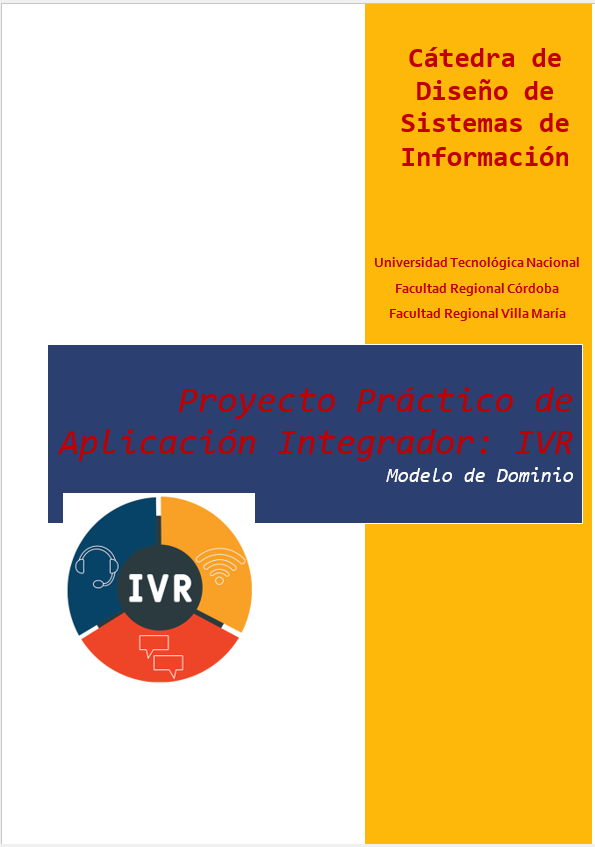 Cátedra de
Diseño de
Sistemas de
Información
Universidad Tecnológica Nacional
Facultad Regional Córdoba
Facultad Regional Villa María
Proyecto Práctico de
Aplicación Integrador: IVR
Modelo de Dominio
IVR